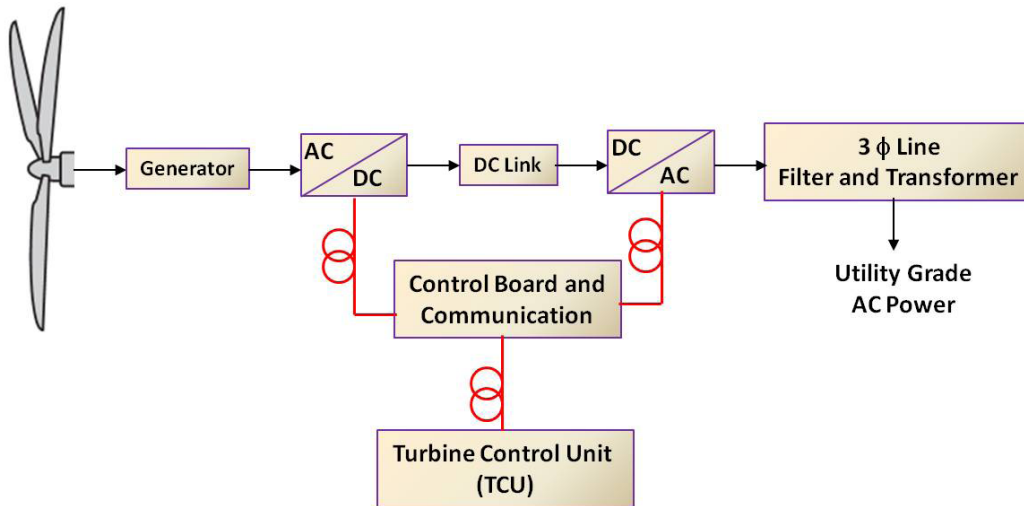 Generator
AC
DC
DC Link
DC
AC
3 ϕ Line
Filter and Transformer
Utility Grade
AC Power
Control Board and
Communication
Turbine Control Unit
(TCU)